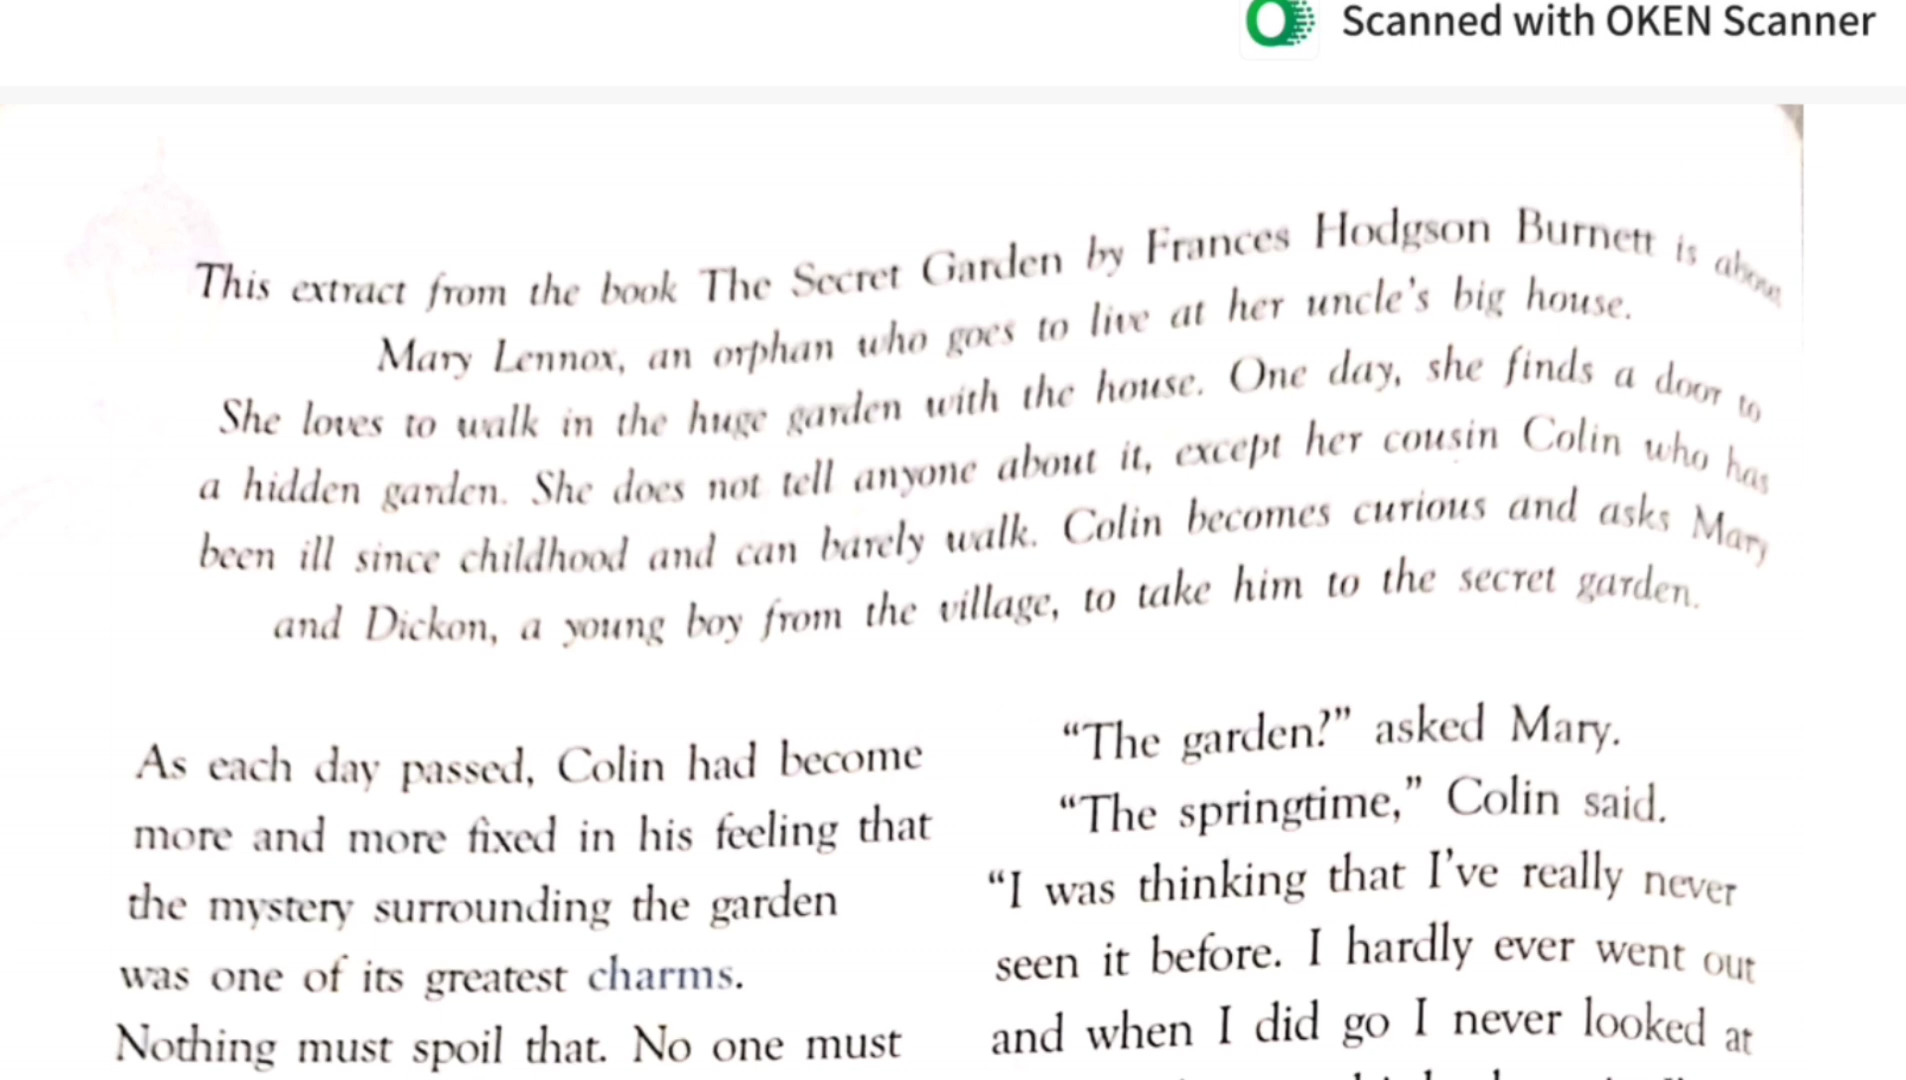 Scanned with OKEN Scanner
This extract from the book The Secret Garden by Frances Hodgson Burnett is about
Mary Lennox, an orphan who goes to live at her uncle's big house.
She loves to walk in the huge garden with the house. One day, she finds a door to
a hidden garden. She does not tell anyone about it, except her cousin Colin who has
been ill since childhood and can barely walk. Colin becomes curious and asks Mary
and Dickon, a young boy from the village, to take him to the secret garden.
As each day passed, Colin had become
more and more fixed in his feeling that
the mystery surrounding the garden
was one of its greatest charms.
Nothing must spoil that. No one must
“The garden?” asked Mary.
“The springtime,” Colin said.
“I was thinking that I've really never
seen it before. I hardly ever went out
and when I did go I never looked at